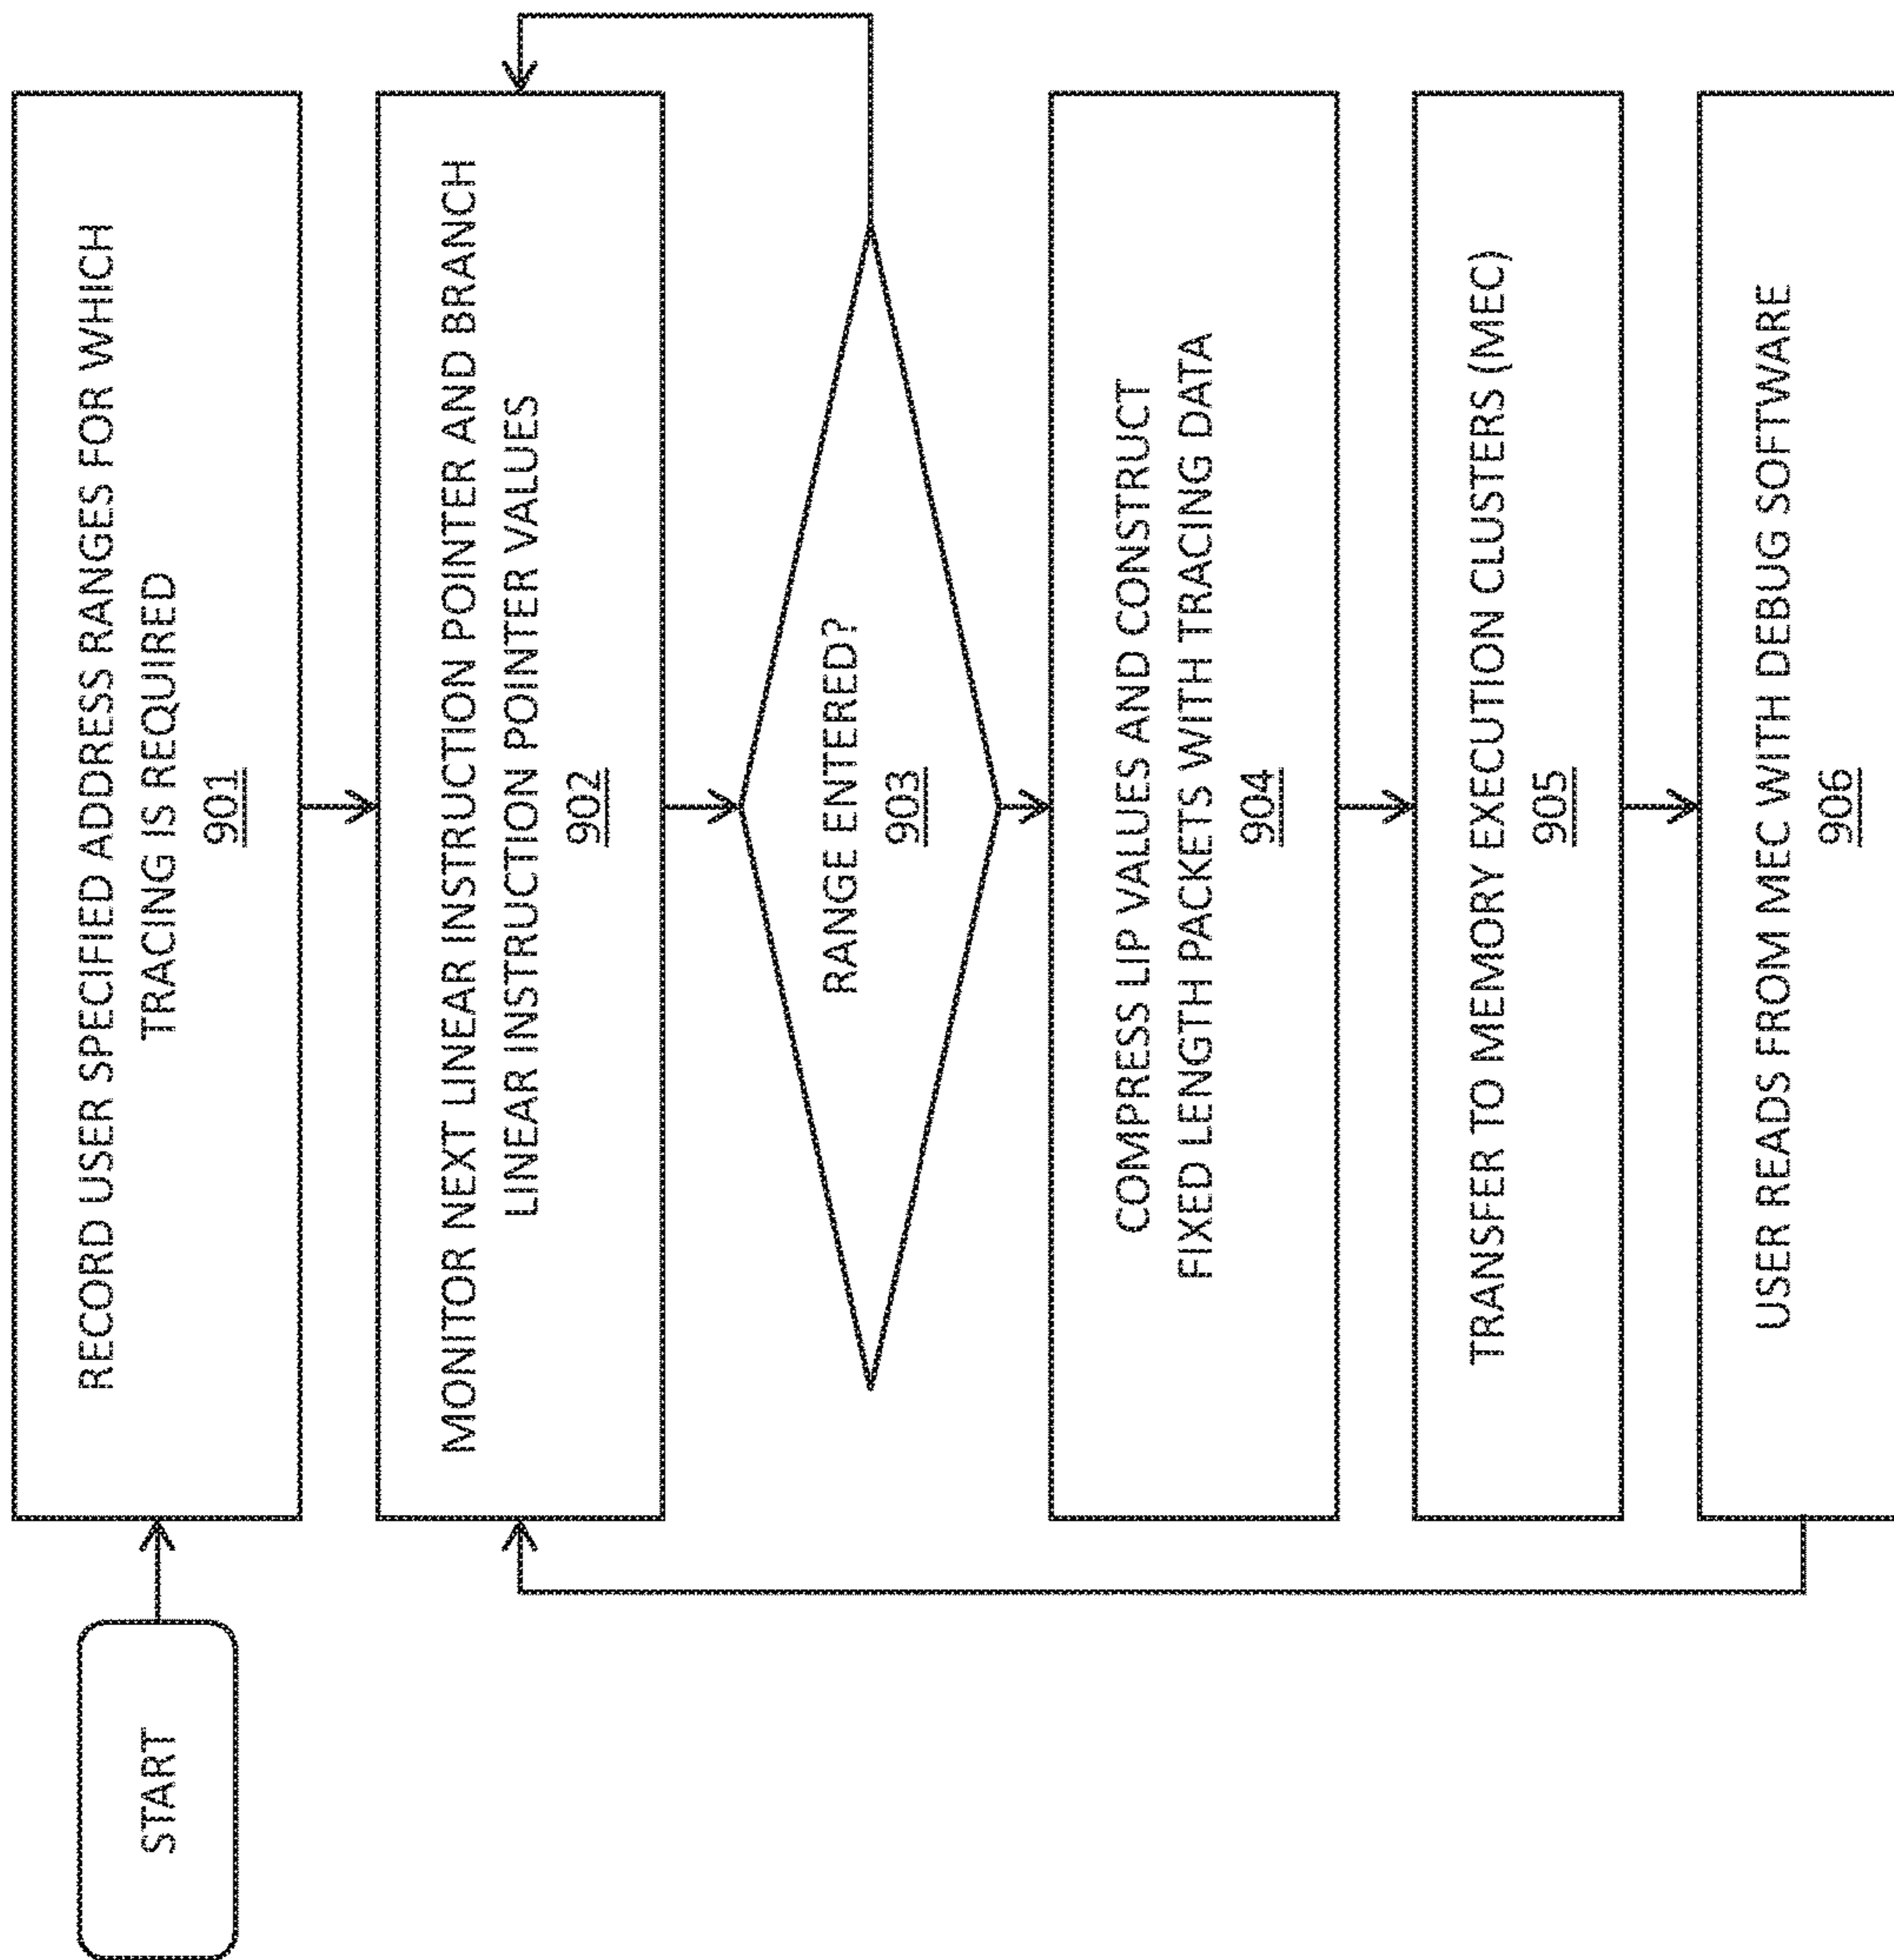 START
RECORD USER SPECIFIED ADDRESS RANGES FOR WHICH
TRACING IS REQUIRED
901
MONITOR NEXT LINEAR INSTRUCTION POINTER AND BRANCH
LINEAR INSTRUCTION POINTER VALUES
902
RANGE ENTERED?
903
COMPRESS LIP VALUES AND CONSTRUCT
FIXED LENGTH PACKETS WITH TRACING DATA
904
TRANSFER TO MEMORY EXECUTION CLUSTERS (MEC)
905
USER READS FROM MEC WITH DEBUG SOFTWARE
906